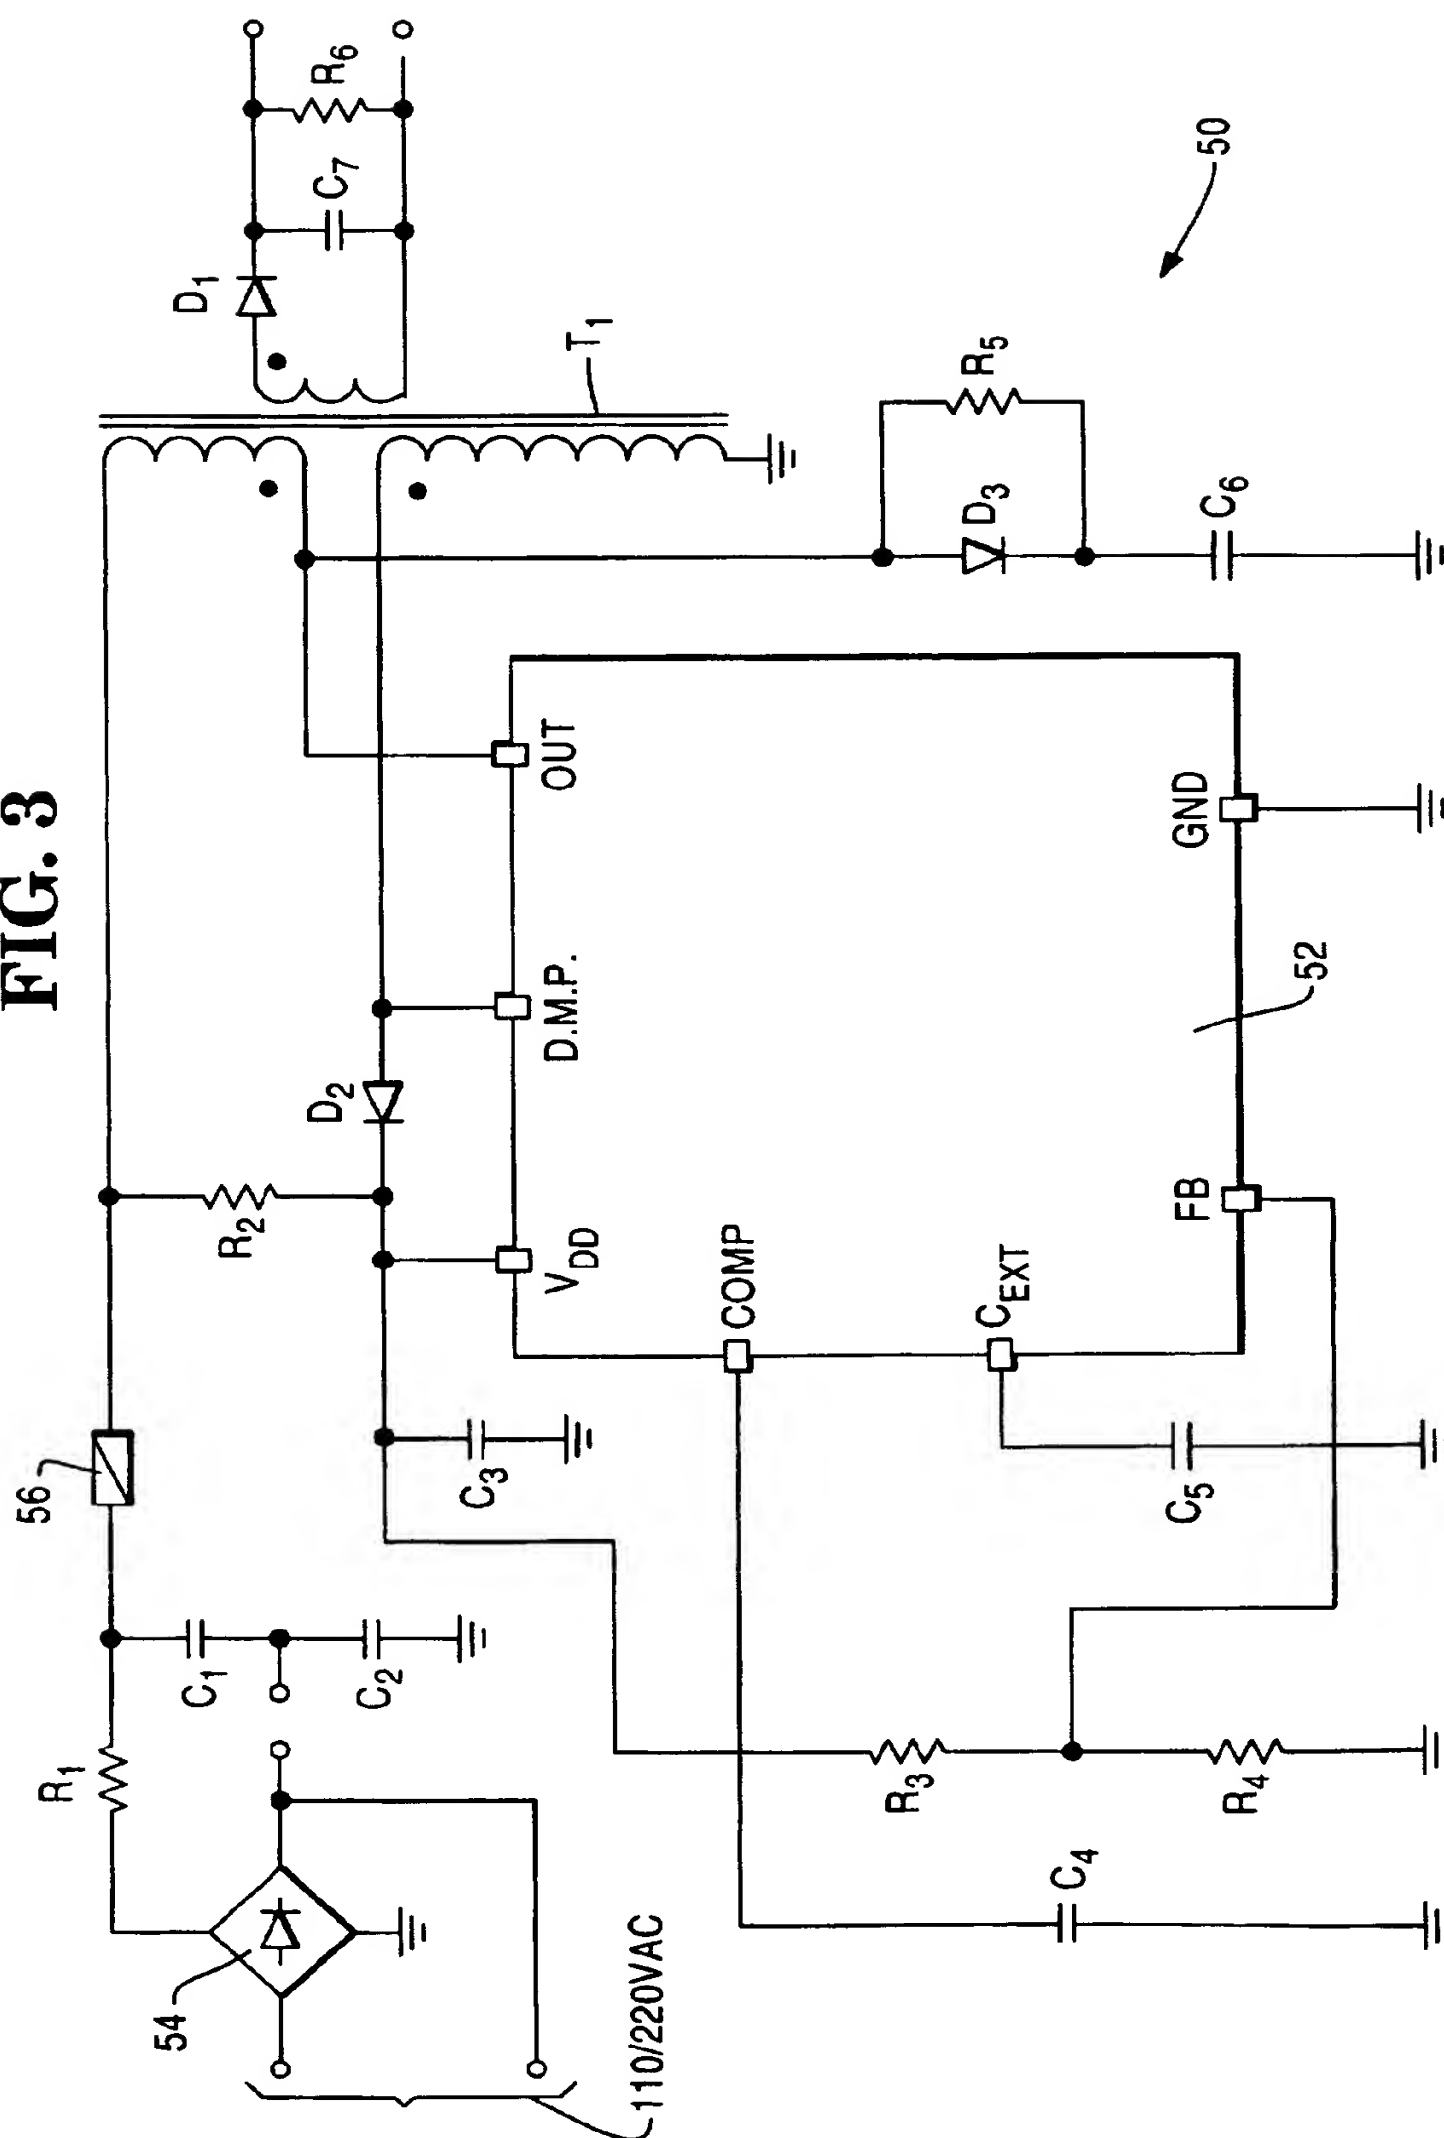 FIG. 3
56
54
R1
C1
C2
110/220VAC
R2
D2
C3
VDD
D.M.P.
OUT
COMP
CEXT
FB
GND
52
R3
R4
C4
C5
D1
C7
R6
T1
D3
R5
C6
50